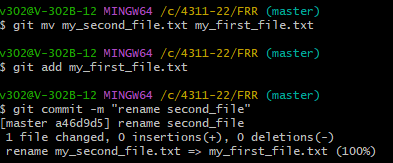 v302@V-302B-12 MINGW64 /c/4311-22/FRR (master)
$ git mv my_second_file.txt my_first_file.txt
v302@V-302B-12 MINGW64 /c/4311-22/FRR (master)
$ git add my_first_file.txt
v302@V-302B-12 MINGW64 /c/4311-22/FRR (master)
$ git commit -m "rename second_file"
[master a46d9d5] rename second_file
1 file changed, 0 insertions(+), 0 deletions(-)
rename my_second_file.txt => my_first_file.txt (100%)